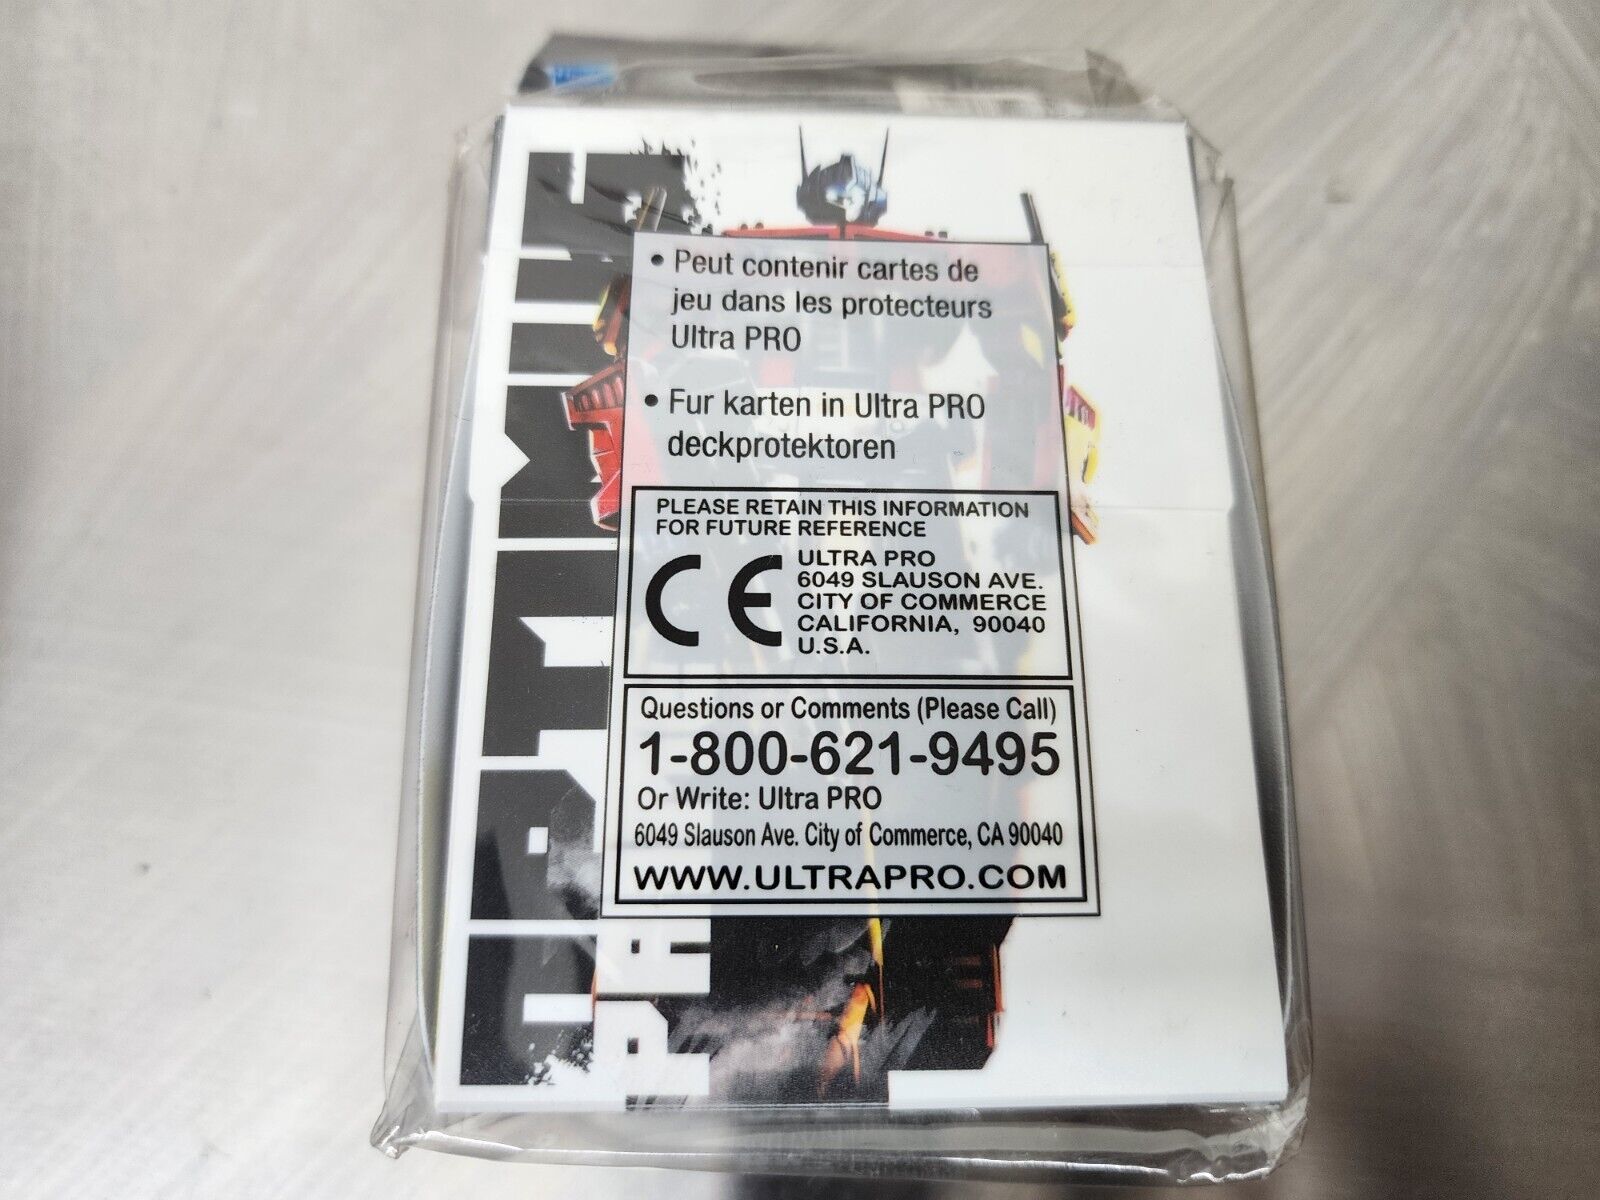 • Peut contenir cartes de
jeu dans les protecteurs
Ultra PRO
• Fur karten in Ultra PRO
deckprotektoren
PLEASE RETAIN THIS INFORMATION
FOR FUTURE REFERENCE
CE
ULTRA PRO
6049 SLAUSON AVE.
CITY OF COMMERCE
CALIFORNIA, 90040
U.S.A.
Questions or Comments (Please Call)
1-800-621-9495
Or Write: Ultra PRO
6049 Slauson Ave. City of Commerce, CA 90040
WWW.ULTRAPRO.COM